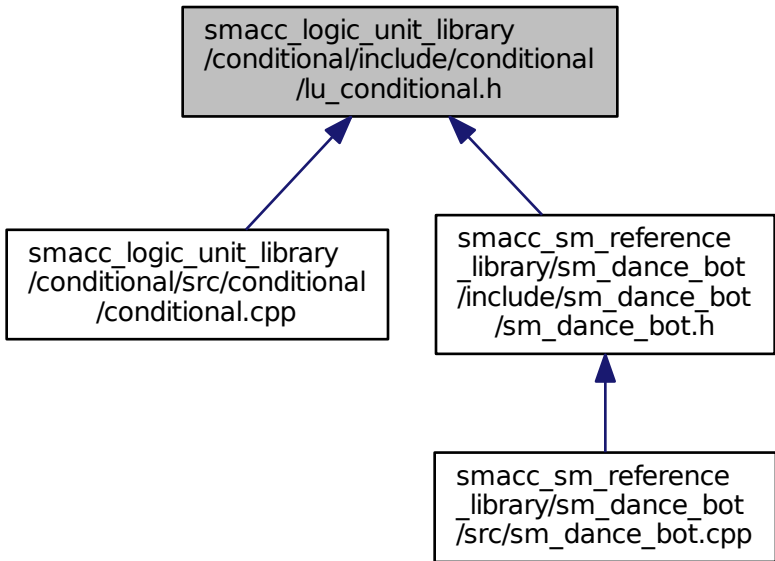 smacc_logic_unit_library
/conditional/include/conditional
/lu_conditional.h
smacc_logic_unit_library
/conditional/src/conditional
/conditional.cpp
smacc_sm_reference
_library/sm_dance_bot
/include/sm_dance_bot
/sm_dance_bot.h
smacc_sm_reference
_library/sm_dance_bot
/src/sm_dance_bot.cpp